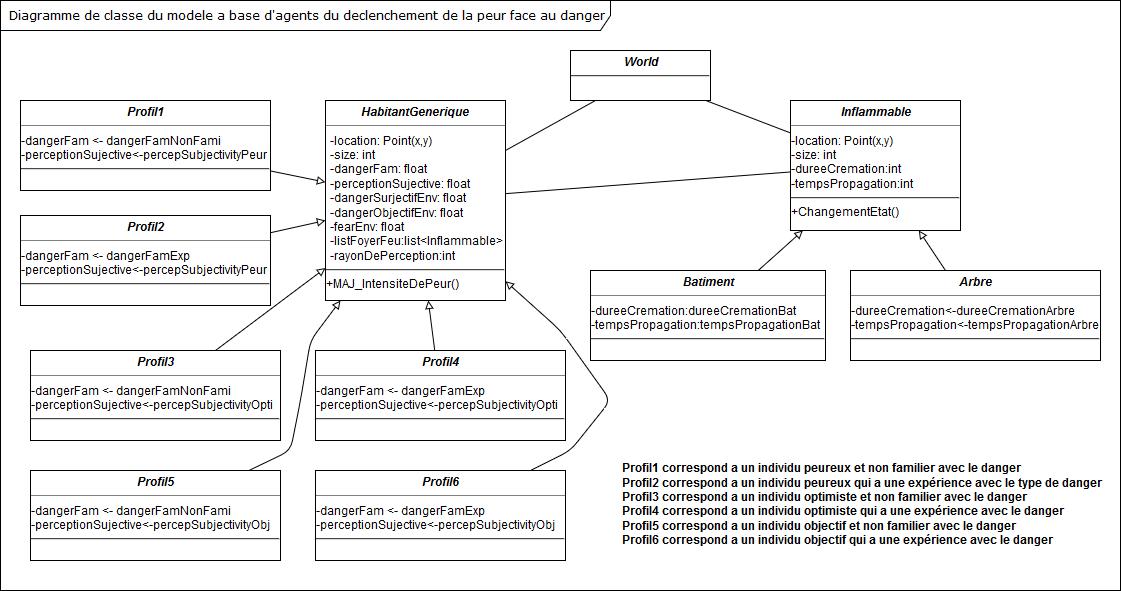 Diagramme de classe du modele a base d'agents du declenchement de la peur face au danger
World
Profil1
-dangerFam <- dangerFamNonFami
-perceptionSujective<-percepSubjectivityPeur
HabitantGenerique
-location: Point(x,y)
-size: int
-dangerFam: float
-perceptionSujective: float
-dangerSurjectifEnv: float
-dangerObjectifEnv: float
-fearEnv: float
-listFoyerFeu:list<Inflammable>
-rayonDePerception:int
+MAJ_IntensiteDePeur()
Inflammable
-location: Point(x,y)
-size: int
-dureeCremation:int
-tempsPropagation:int
+ChangementEtat()
Profil2
-dangerFam <- dangerFamExp
-perceptionSujective<-percepSubjectivityPeur
Batiment
-dureeCremation:dureeCremationBat
-tempsPropagation:tempsPropagationBat
Arbre
-dureeCremation<-dureeCremationArbre
-tempsPropagation<-tempsPropagationArbre
Profil3
-dangerFam <- dangerFamNonFami
-perceptionSujective<-percepSubjectivityOpti
Profil4
-dangerFam <- dangerFamExp
-perceptionSujective<-percepSubjectivityOpti
Profil5
-dangerFam <- dangerFamNonFami
-perceptionSujective<-percepSubjectivityObj
Profil6
-dangerFam <- dangerFamExp
-perceptionSujective<-percepSubjectivityObj
Profil1 correspond a un individu peureux et non familier avec le danger
Profil2 correspond a un individu peureux qui a une expérience avec le type de danger
Profil3 correspond a un individu optimiste et non familier avec le danger
Profil4 correspond a un individu optimiste qui a une expérience avec le danger
Profil5 correspond a un individu objectif et non familier avec le danger
Profil6 correspond a un individu objectif qui a une expérience avec le danger